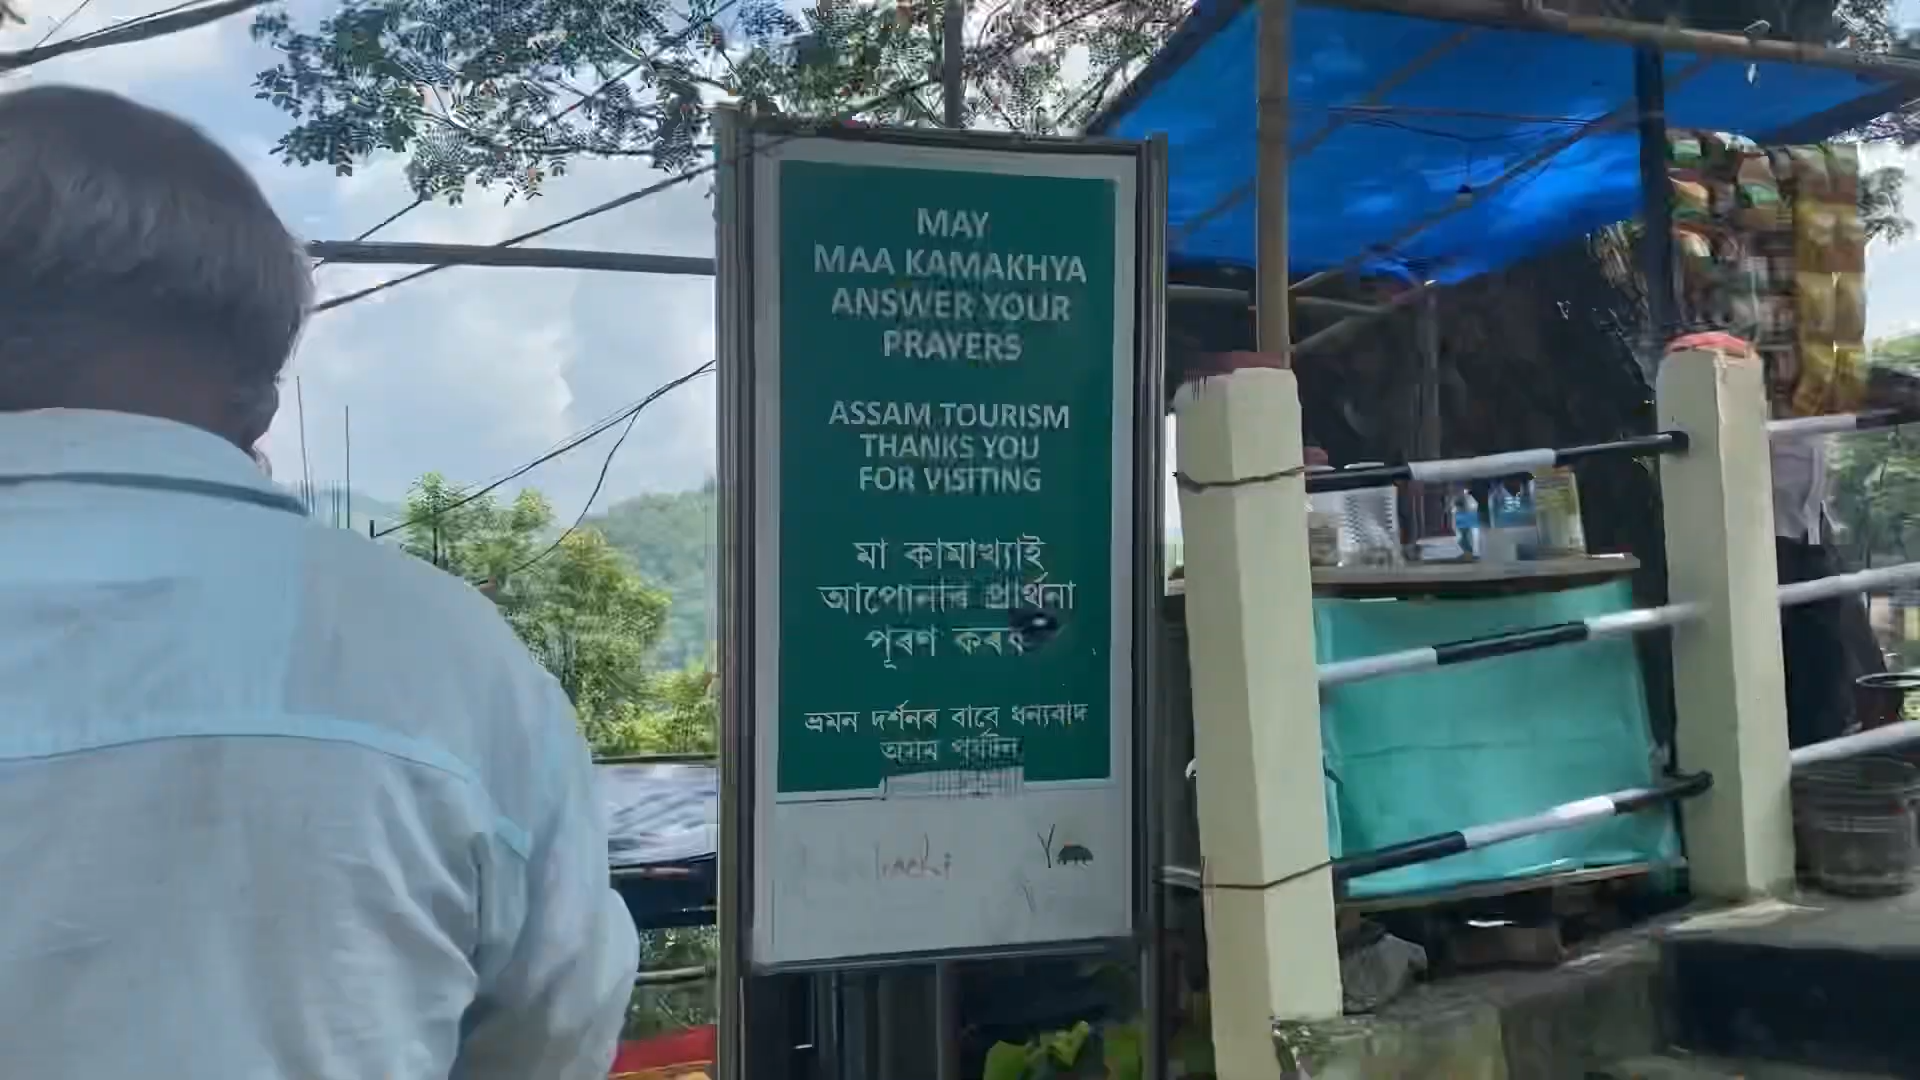 MAY
MAA KAMAKHYA
ANSWER YOUR
PRAYERS
ASSAM TOURISM
THANKS YOU
FOR VISITING
মা কামাখ্যাই
আপোনাৰ প্ৰাৰ্থনা
পূৰণ কৰক
ভ্ৰমন দৰ্শনৰ বাবে ধন্যবাদ
অসম পৰ্যটন